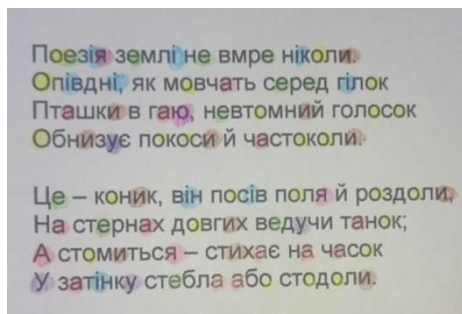 Поезія землі не вмре ніколи.
Опівдні, як мовчать серед гілок
Пташки в гаю, невтомний голосок
Обнизує покоси й частоколи.
Це – коник, він посів поля й роздоли,
На стернах довгих ведучи танок;
А стомиться – стихає на часок
У затінку стебла або стодоли.